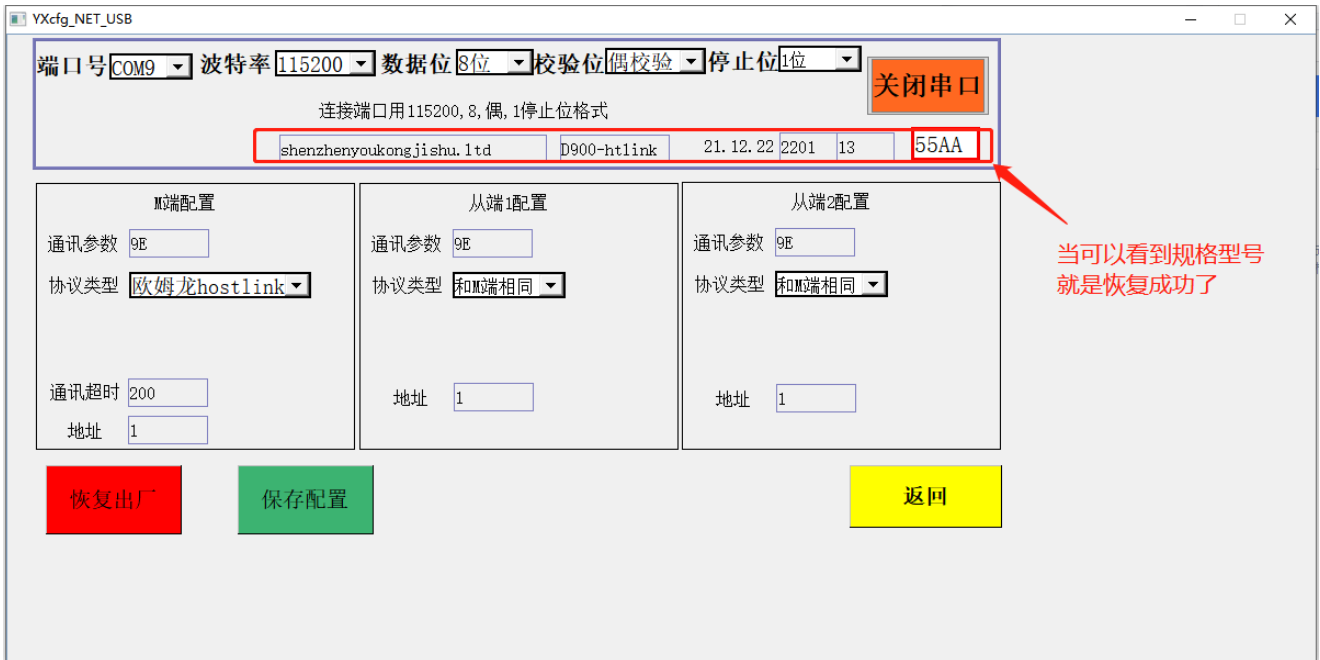 YXcfg_NET_USB
端口号 COM9 波特率 115200 数据位 8位 校验位 偶校验 停止位 1位
关闭串口
连接端口用115200,8,偶,1停止位格式
shenzhenyoukongjishu.ltd D900-htlink 21.12.22 2201 13 55AA
M端配置
通讯参数 9E
协议类型 欧姆龙hostlink
通讯超时 200
地址 1
从端1配置
通讯参数 9E
协议类型 和M端相同
地址 1
从端2配置
通讯参数 9E
协议类型 和M端相同
地址 1
当可以看到规格型号
就是恢复成功了
恢复出厂
保存配置
返回